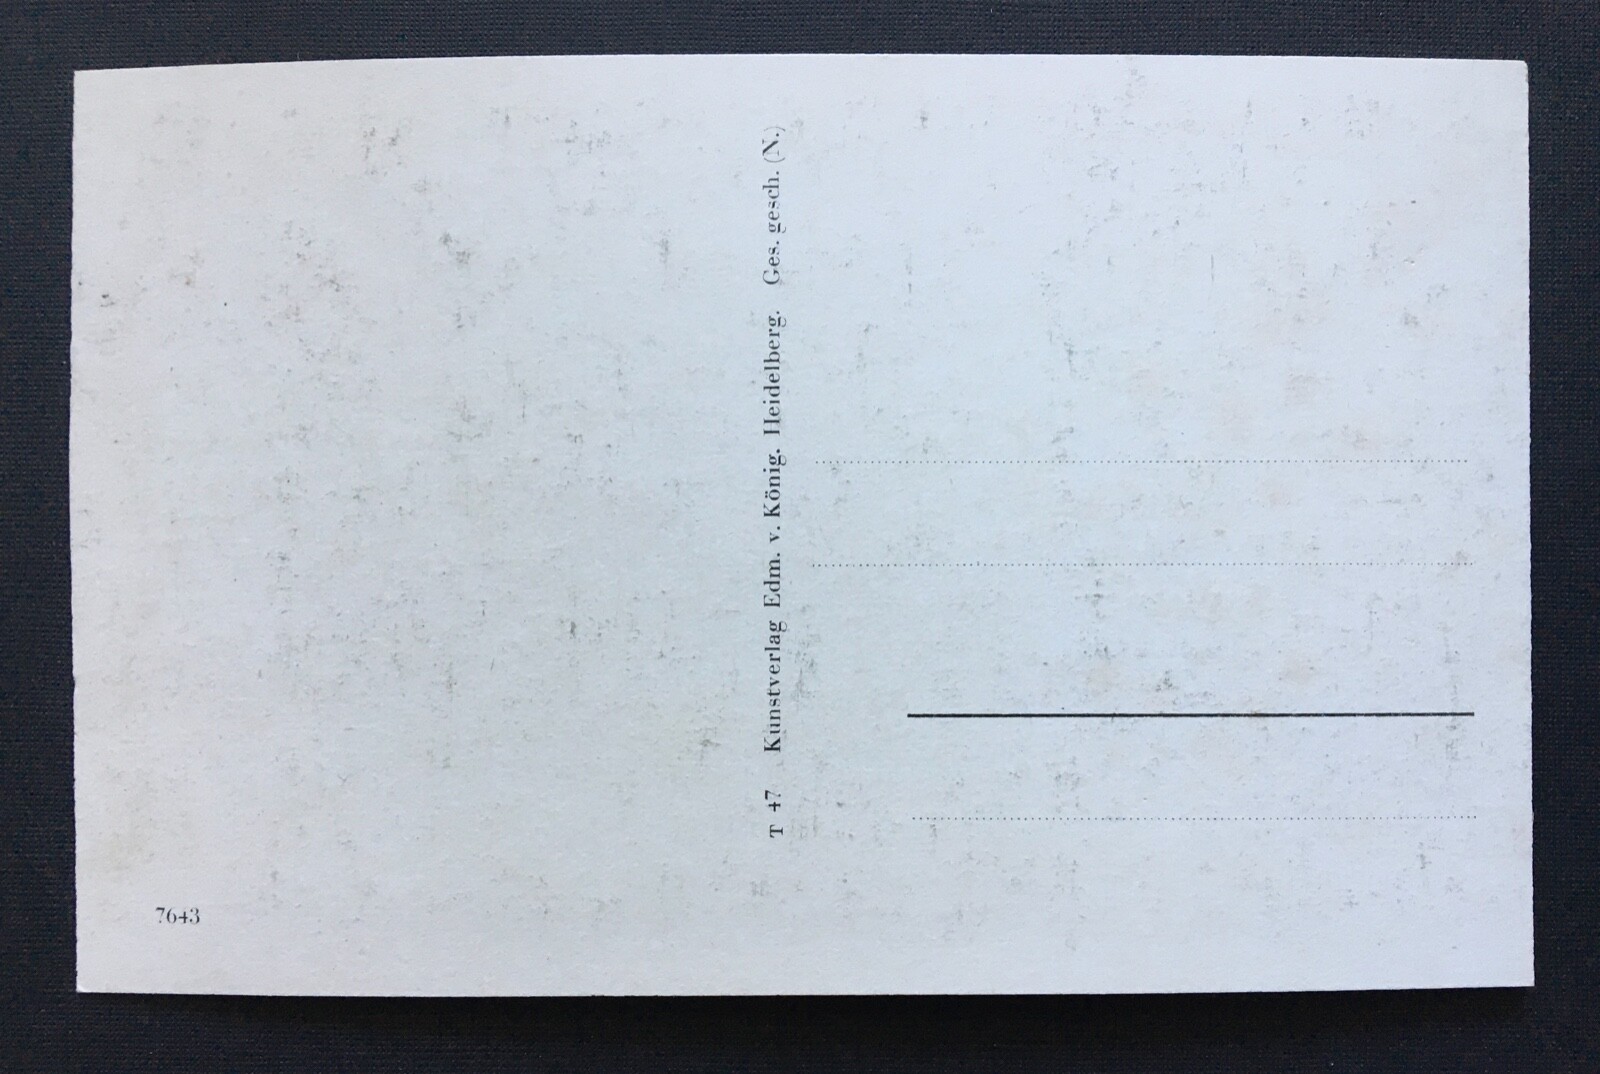 T 47 Kunstverlag Edm. v. König. Heidelberg. Ges. gesch. (N.)
7643